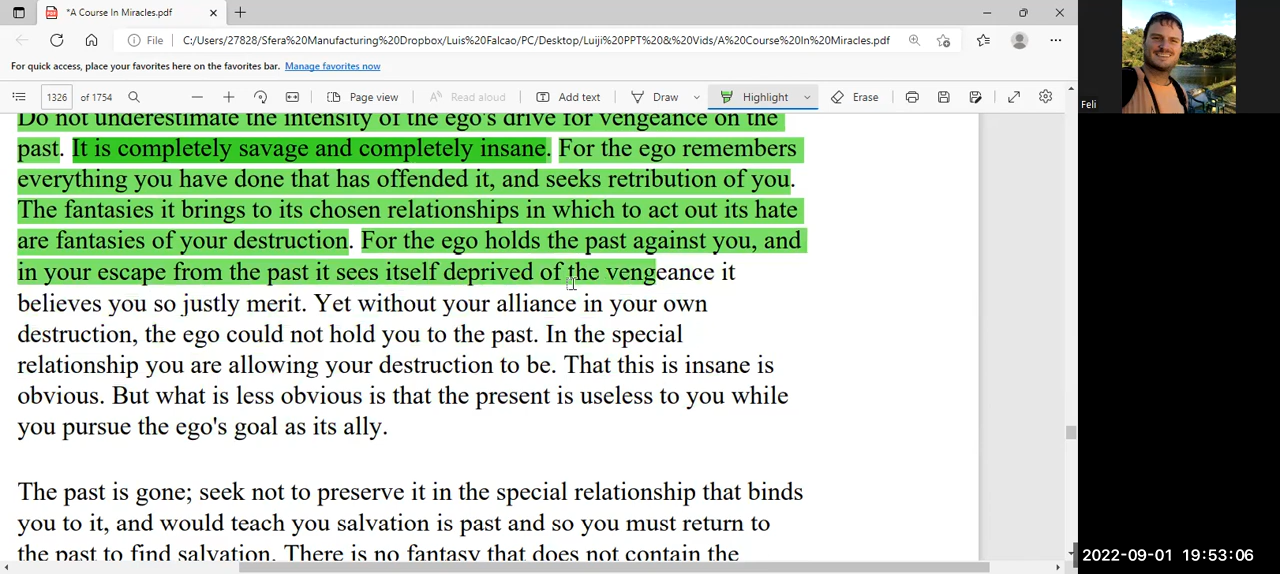 *A Course In Miracles.pdf
File C:/Users/27828/Sfera%20Manufacturing%20Dropbox/Luis%20Falcao/PC/Desktop/Luiji%20PPT%20&%20Vids/A%20Course%20In%20Miracles.pdf
For quick access, place your favorites here on the favorites bar. Manage favorites now
1326 of 1754 Page view Read aloud Add text Draw Highlight Erase
Do not underestimate the intensity of the ego's drive for vengeance on the
past. It is completely savage and completely insane. For the ego remembers
everything you have done that has offended it, and seeks retribution of you.
The fantasies it brings to its chosen relationships in which to act out its hate
are fantasies of your destruction. For the ego holds the past against you, and
in your escape from the past it sees itself deprived of the vengeance it
believes you so justly merit. Yet without your alliance in your own
destruction, the ego could not hold you to the past. In the special
relationship you are allowing your destruction to be. That this is insane is
obvious. But what is less obvious is that the present is useless to you while
you pursue the ego's goal as its ally.
The past is gone; seek not to preserve it in the special relationship that binds
you to it, and would teach you salvation is past and so you must return to
the past to find salvation. There is no fantasy that does not contain the
Feli
2022-09-01 19:53:06